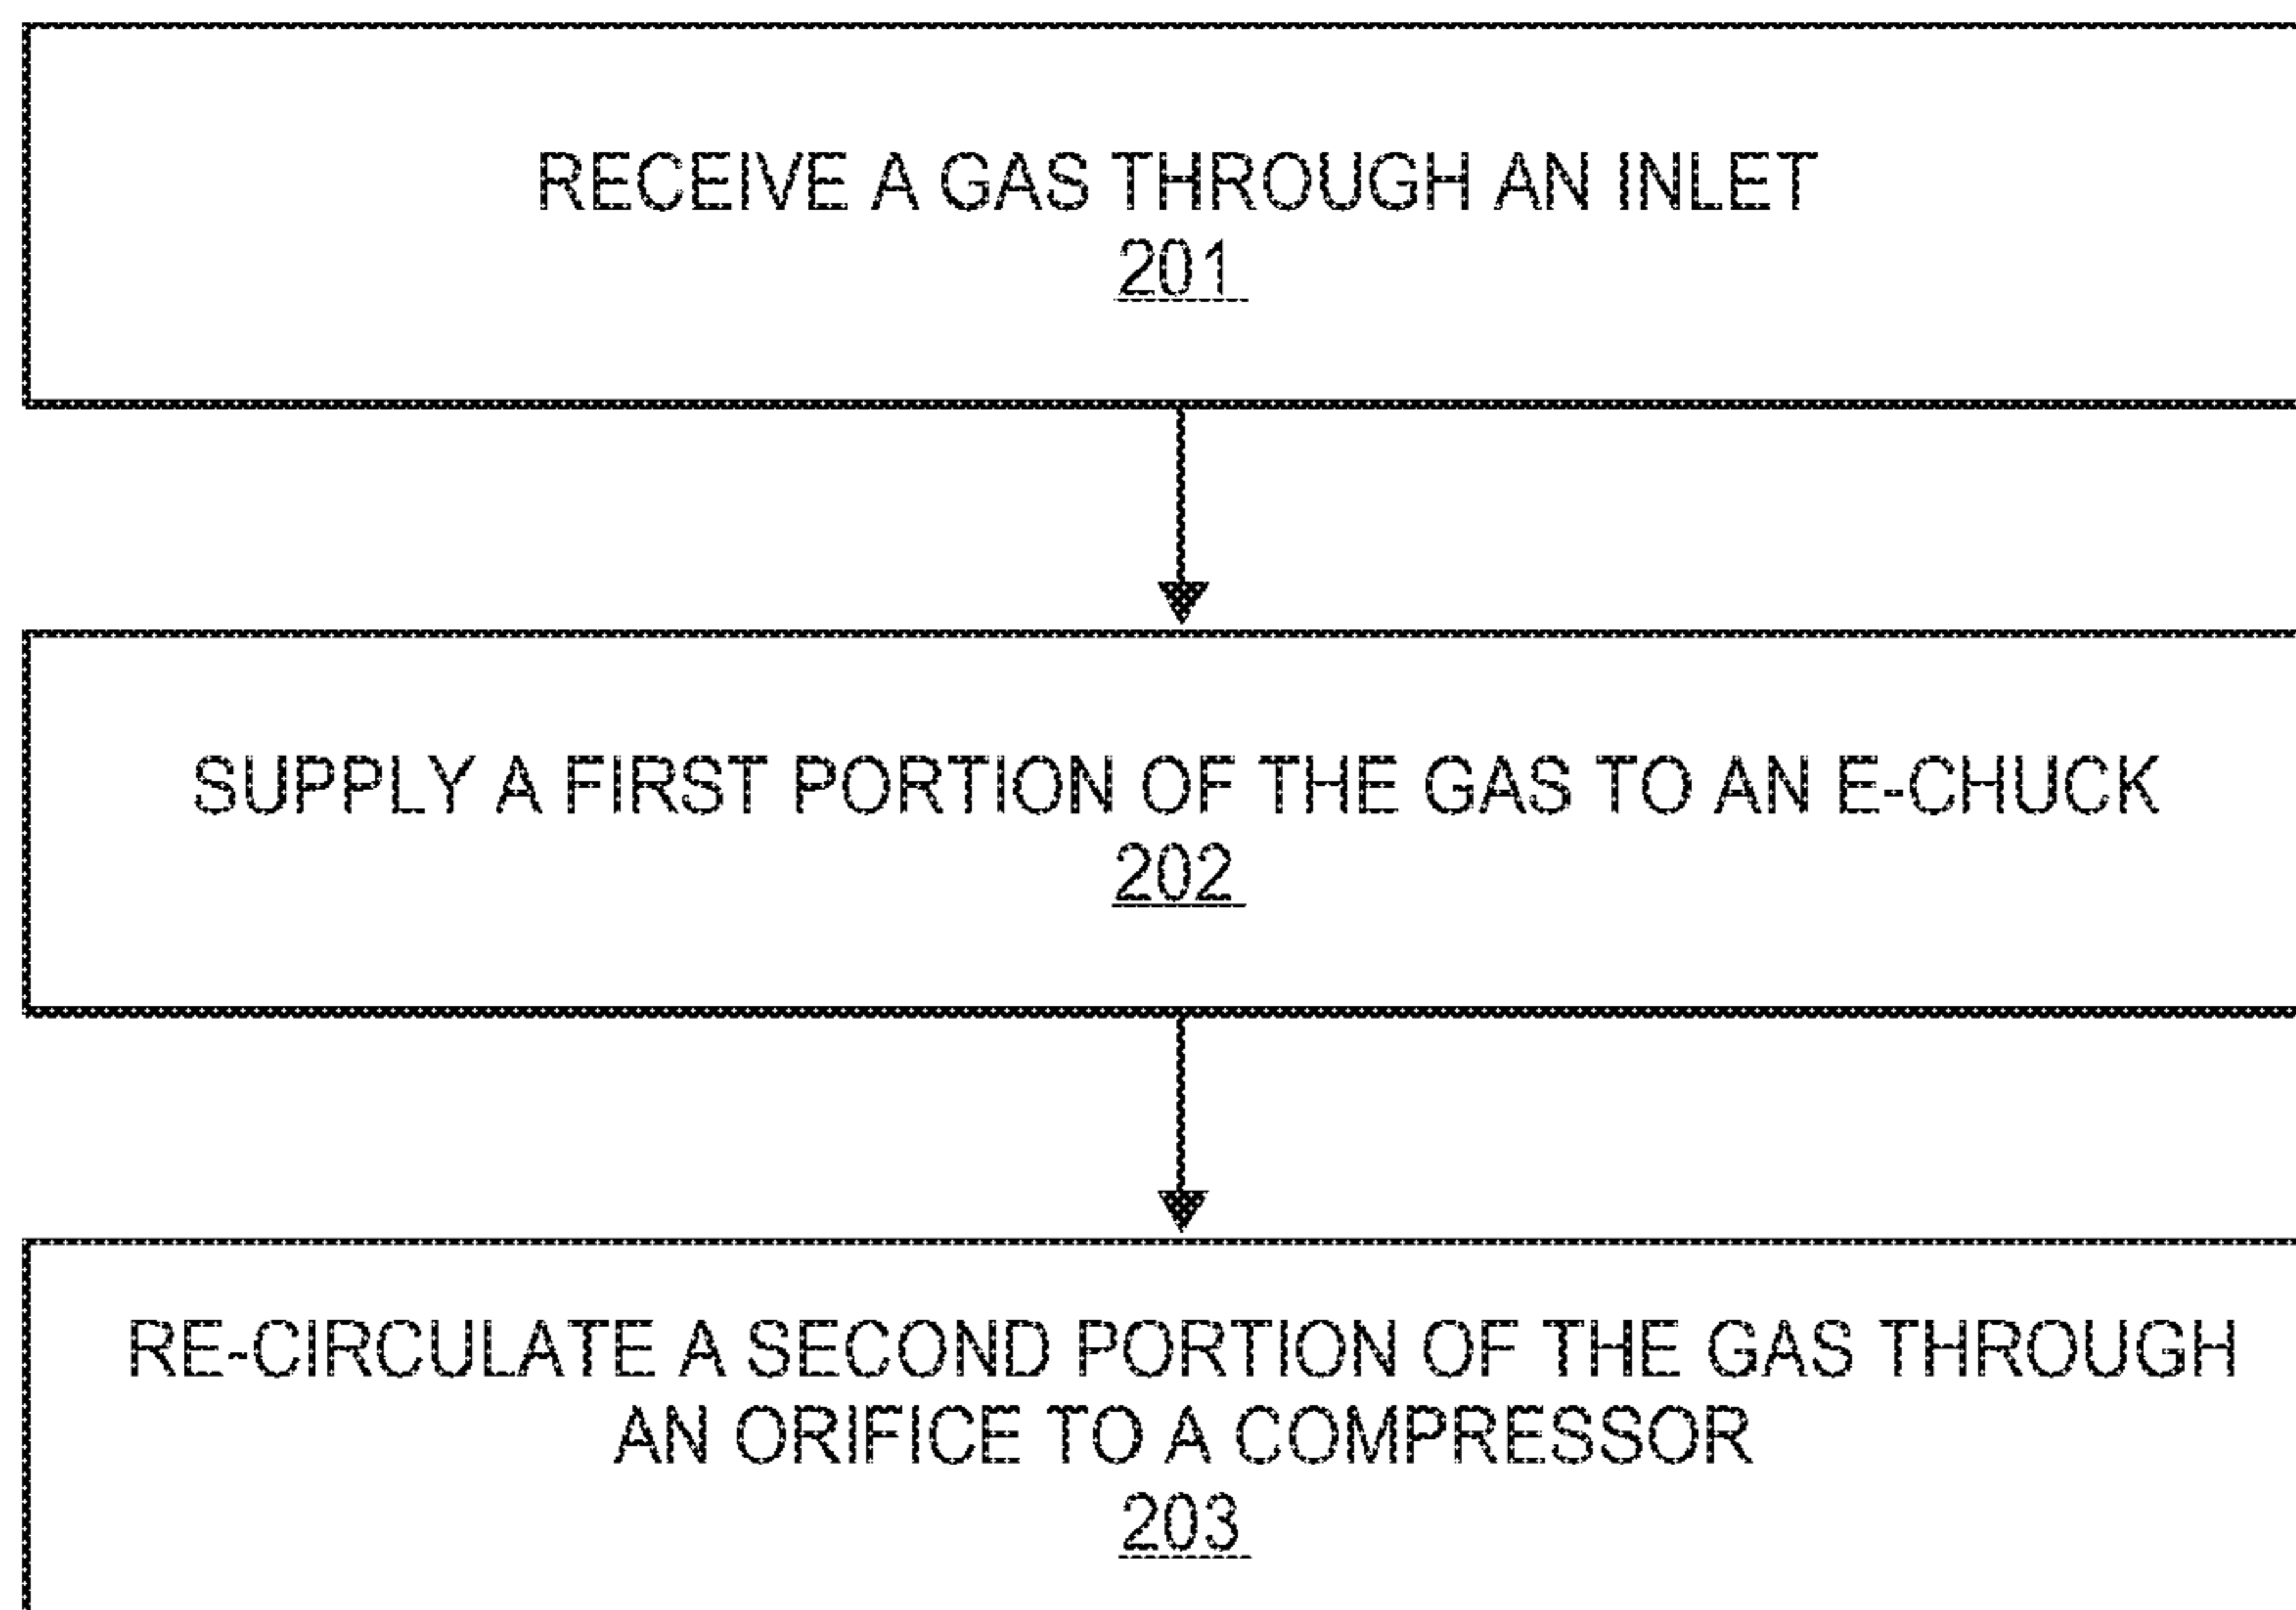 RECEIVE A GAS THROUGH AN INLET
201
SUPPLY A FIRST PORTION OF THE GAS TO AN E-CHUCK
202
RE-CIRCULATE A SECOND PORTION OF THE GAS THROUGH
AN ORIFICE TO A COMPRESSOR
203